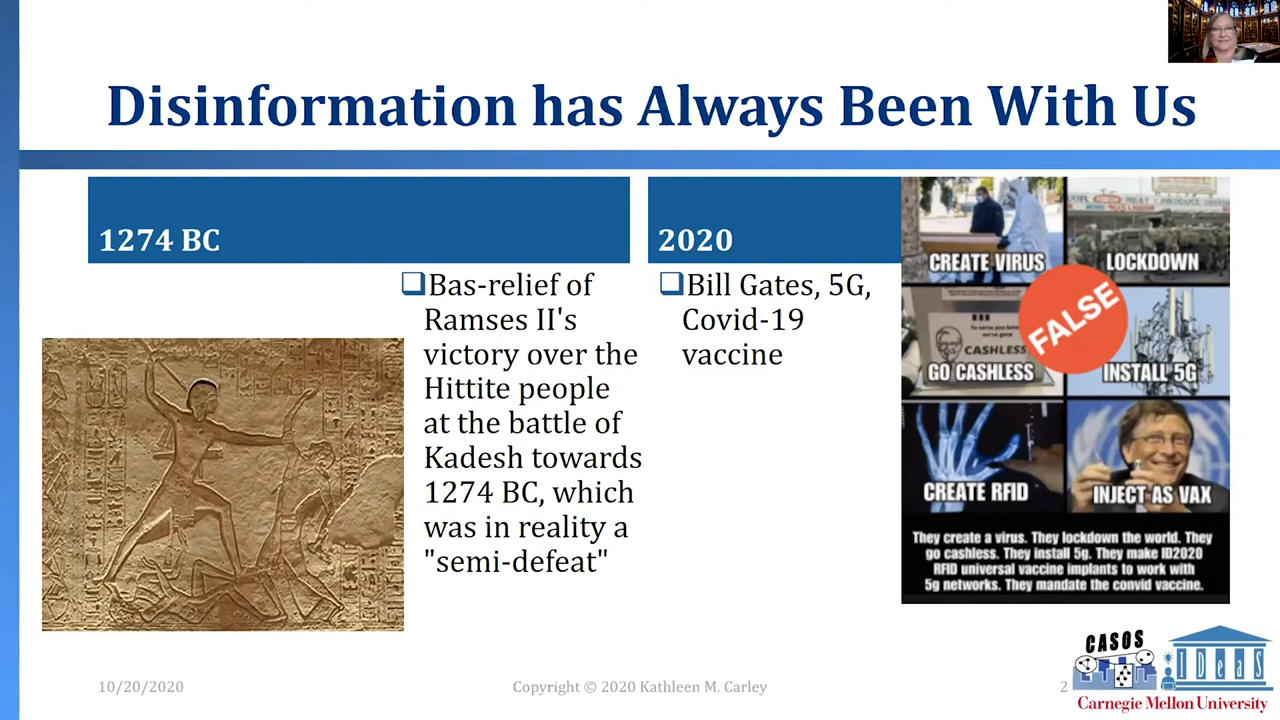 Disinformation has Always Been With Us
1274 BC
❑Bas-relief of
Ramses II's
victory over the
Hittite people
at the battle of
Kadesh towards
1274 BC, which
was in reality a
"semi-defeat"
2020
❑Bill Gates, 5G,
Covid-19
vaccine
CREATE VIRUS
LOCKDOWN
FALSE
CASHLESS
GO CASHLESS
INSTALL 5G
CREATE RFID
INJECT AS VAX
They create a virus. They lockdown the world. They
go cashless. They install 5g. They make ID2020
RFID universal vaccine implants to work with
5g networks. They mandate the convid vaccine.
10/20/2020
Copyright © 2020 Kathleen M. Carley
2
CASOS
IDeaS
Carnegie Mellon University